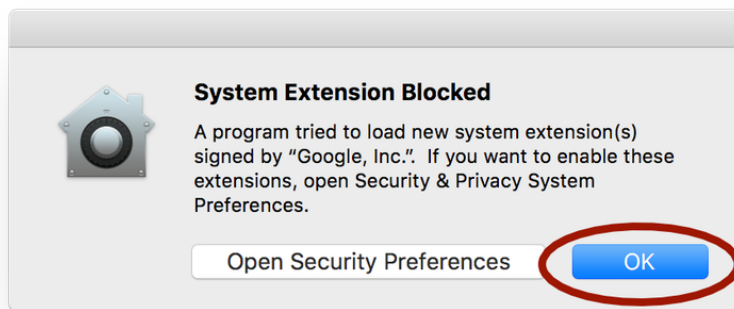 System Extension Blocked
A program tried to load new system extension(s)
signed by “Google, Inc.”.  If you want to enable these
extensions, open Security & Privacy System
Preferences.
Open Security Preferences
OK